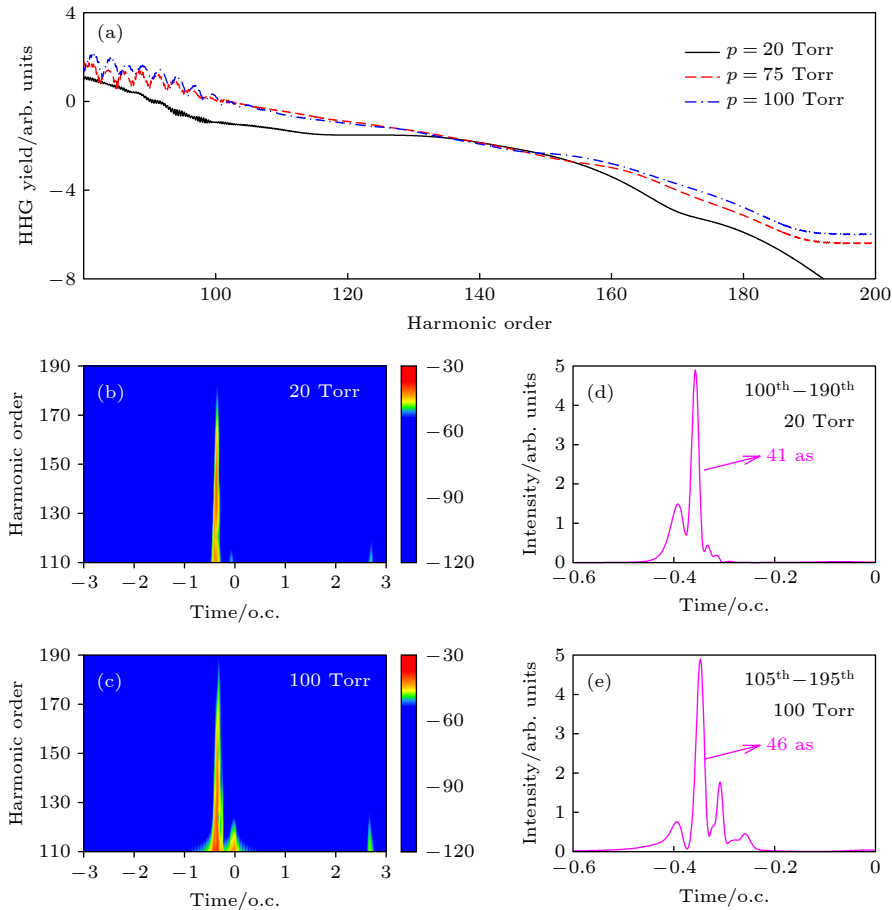 (a)
p = 20 Torr
p = 75 Torr
p = 100 Torr
HHG yield/arb. units
4
0
−4
−8
100
120
140
160
180
200
Harmonic order
(b)
20 Torr
Harmonic order
190
170
150
130
110
−3
−2
−1
0
1
2
3
Time/o.c.
−30
−60
−90
−120
(d)
100th−190th
20 Torr
41 as
Intensity/arb. units
5
4
3
2
1
0
−0.6
−0.4
−0.2
0
Time/o.c.
(c)
100 Torr
Harmonic order
190
170
150
130
110
−3
−2
−1
0
1
2
3
Time/o.c.
−30
−60
−90
−120
(e)
105th−195th
100 Torr
46 as
Intensity/arb. units
5
4
3
2
1
0
−0.6
−0.4
−0.2
0
Time/o.c.